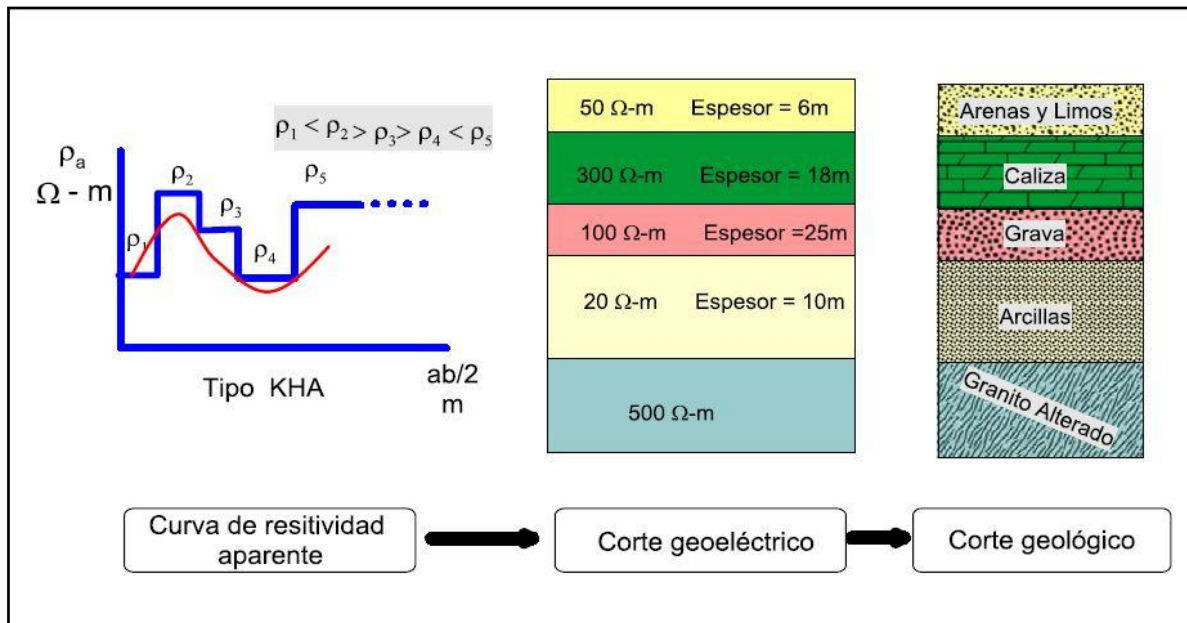 ρ₁ < ρ₂ > ρ₃ > ρ₄ < ρ₅
ρₐ
Ω - m
ρ₁
ρ₂
ρ₃
ρ₄
ρ₅
ab/2
m
Tipo KHA
50 Ω-m Espesor = 6m
300 Ω-m Espesor = 18m
100 Ω-m Espesor =25m
20 Ω-m Espesor = 10m
500 Ω-m
Arenas y Limos
Caliza
Grava
Arcillas
Granito Alterado
Curva de resitividad
aparente
Corte geoeléctrico
Corte geológico